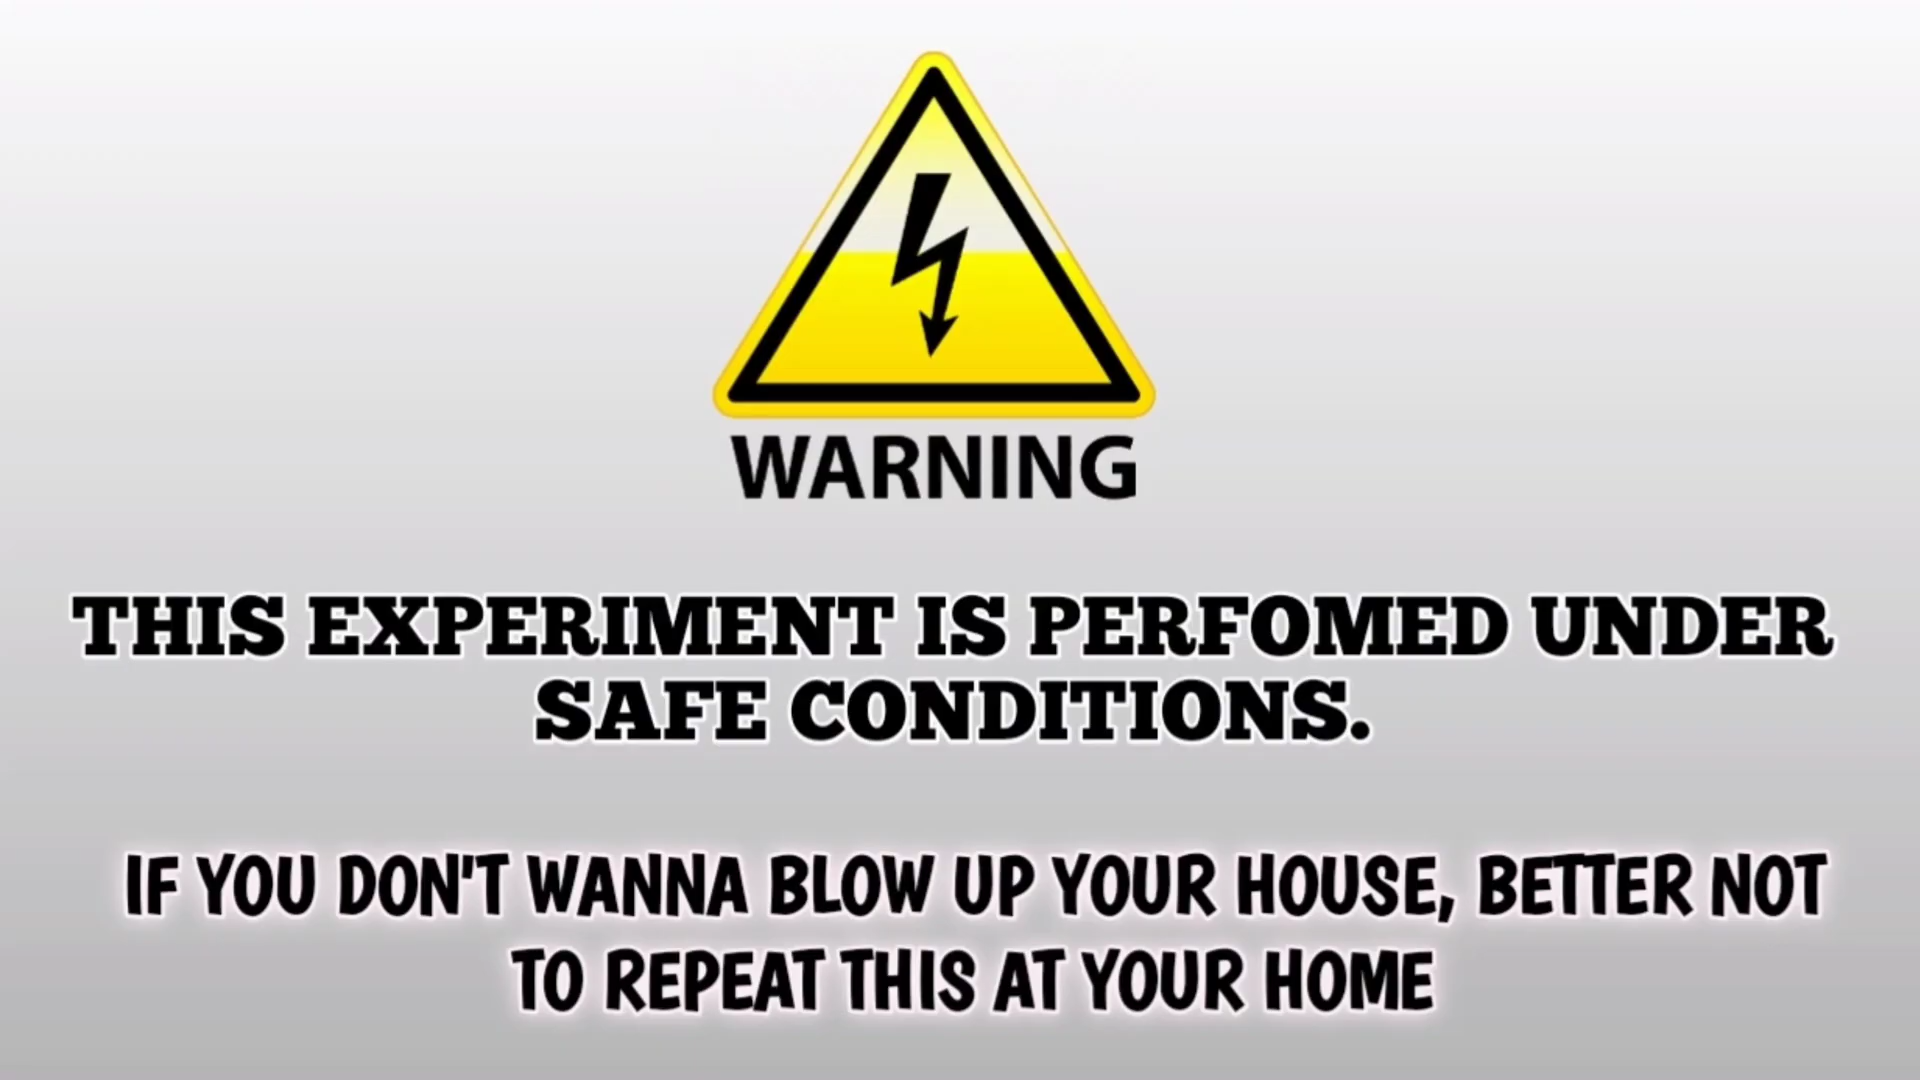 WARNING
THIS EXPERIMENT IS PERFOMED UNDER
SAFE CONDITIONS.
IF YOU DON'T WANNA BLOW UP YOUR HOUSE, BETTER NOT
TO REPEAT THIS AT YOUR HOME